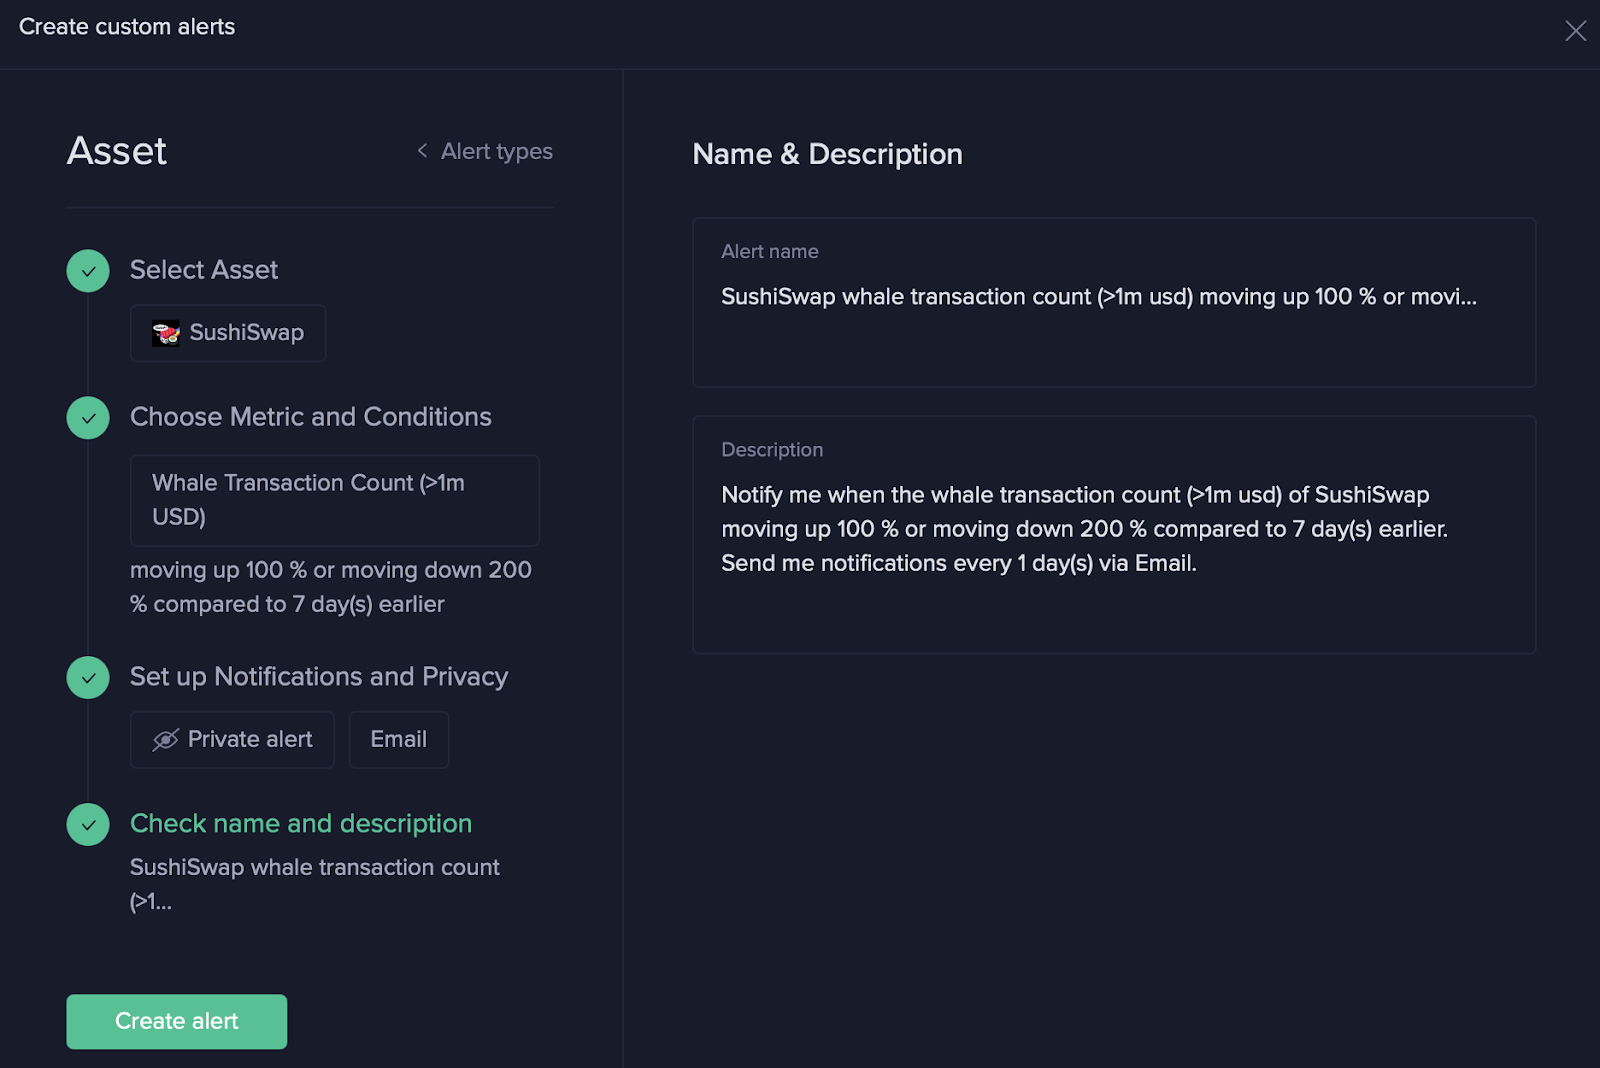 Create custom alerts
Asset
Alert types
Select Asset
SushiSwap
Choose Metric and Conditions
Whale Transaction Count (>1m
USD)
moving up 100 % or moving down 200
% compared to 7 day(s) earlier
Set up Notifications and Privacy
Private alert
Email
Check name and description
SushiSwap whale transaction count
(>1...
Create alert
Name & Description
Alert name
SushiSwap whale transaction count (>1m usd) moving up 100 % or movi...
Description
Notify me when the whale transaction count (>1m usd) of SushiSwap
moving up 100 % or moving down 200 % compared to 7 day(s) earlier.
Send me notifications every 1 day(s) via Email.